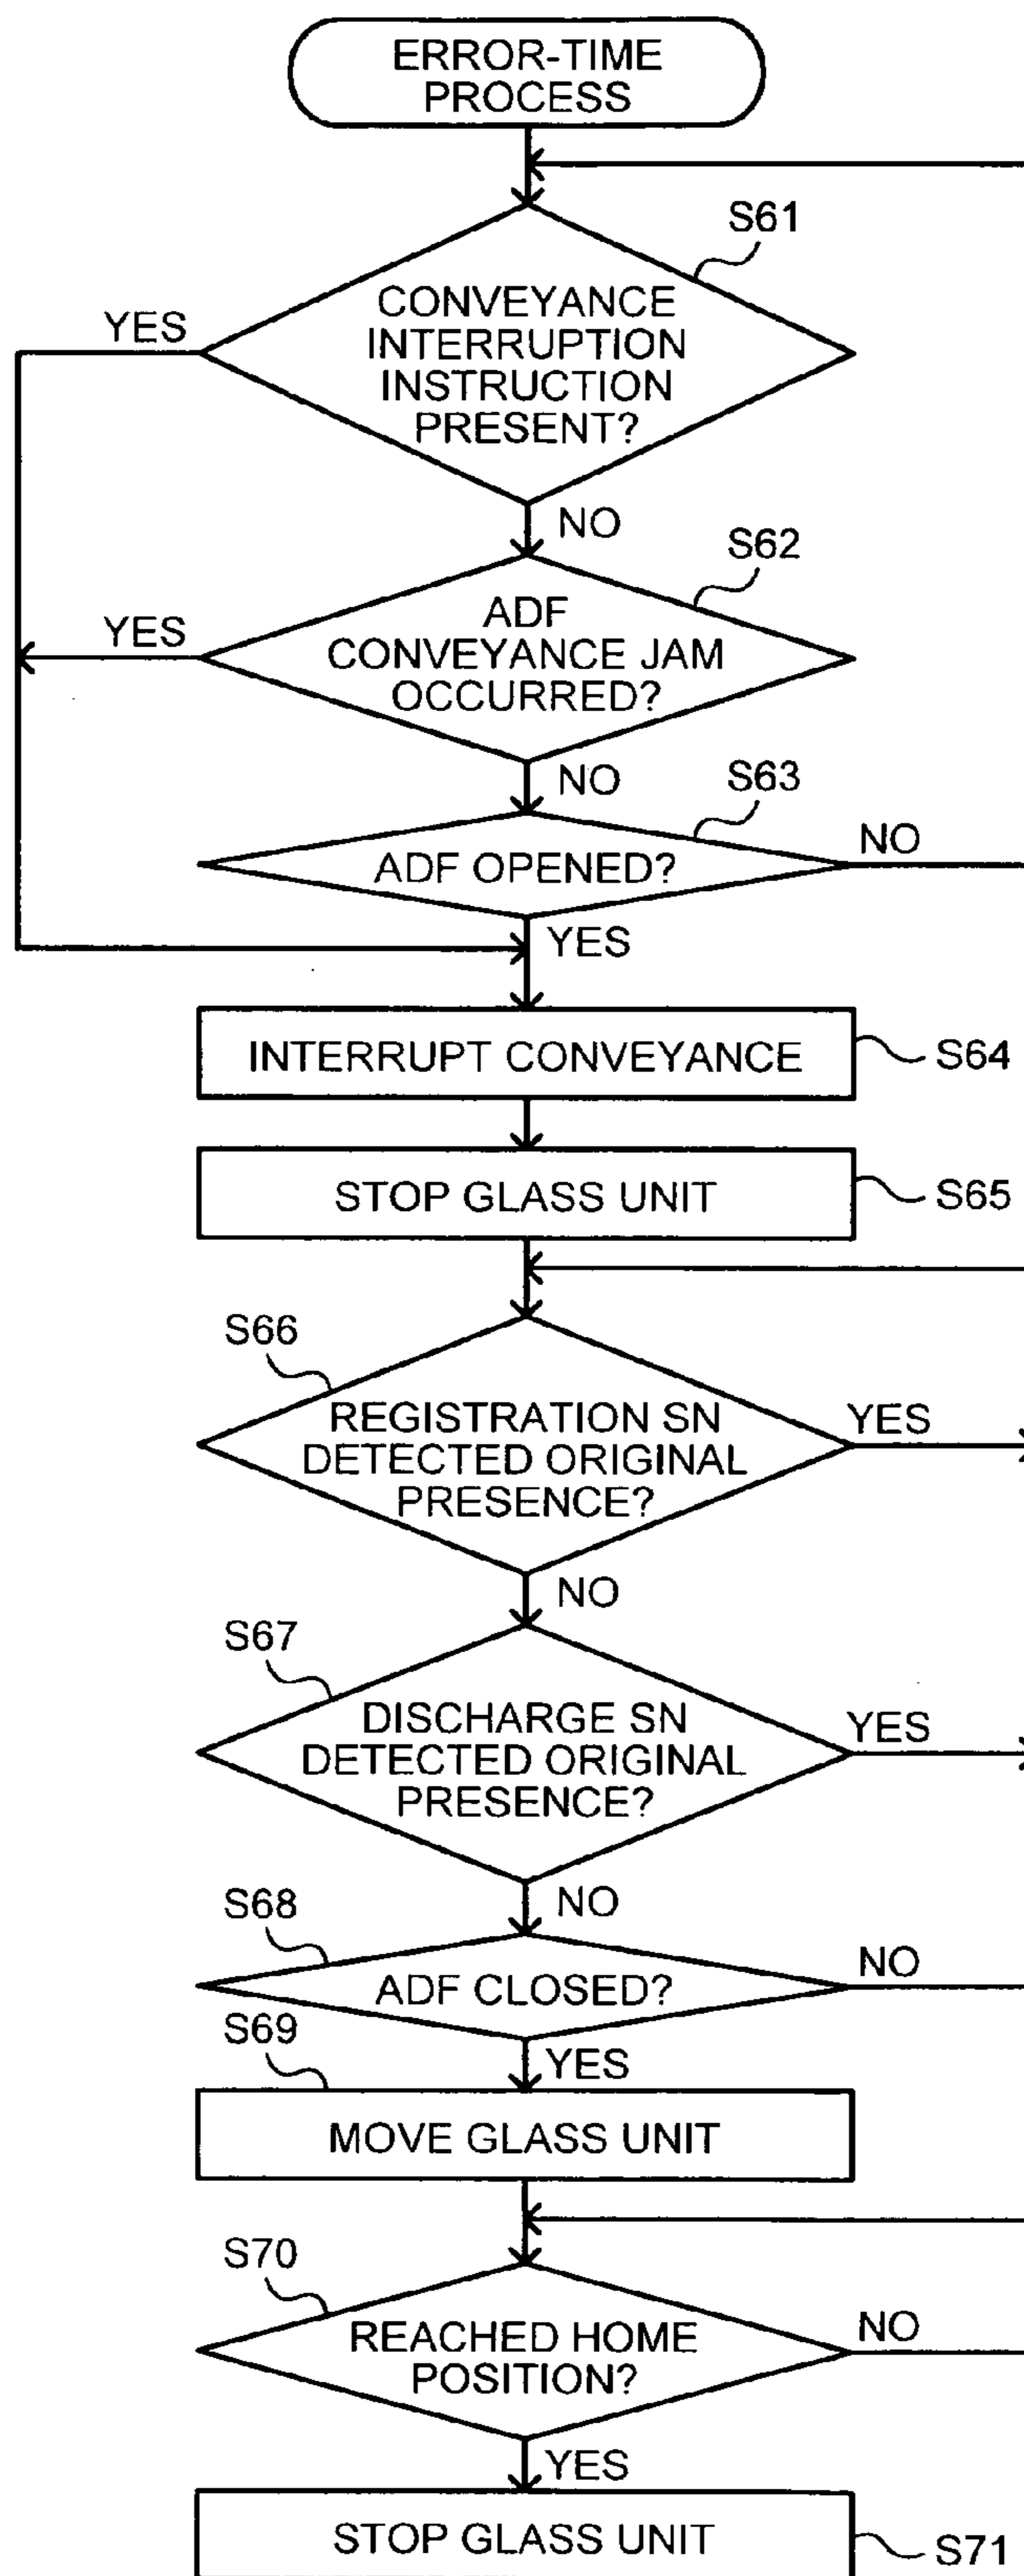 ERROR-TIME
PROCESS
S61
CONVEYANCE
INTERRUPTION
INSTRUCTION
PRESENT?
YES
NO
S62
ADF
CONVEYANCE JAM
OCCURRED?
YES
NO
S63
ADF OPENED?
NO
YES
INTERRUPT CONVEYANCE
S64
STOP GLASS UNIT
S65
S66
REGISTRATION SN
DETECTED ORIGINAL
PRESENCE?
YES
NO
S67
DISCHARGE SN
DETECTED ORIGINAL
PRESENCE?
YES
NO
S68
ADF CLOSED?
NO
YES
S69
MOVE GLASS UNIT
S70
REACHED HOME
POSITION?
NO
YES
STOP GLASS UNIT
S71